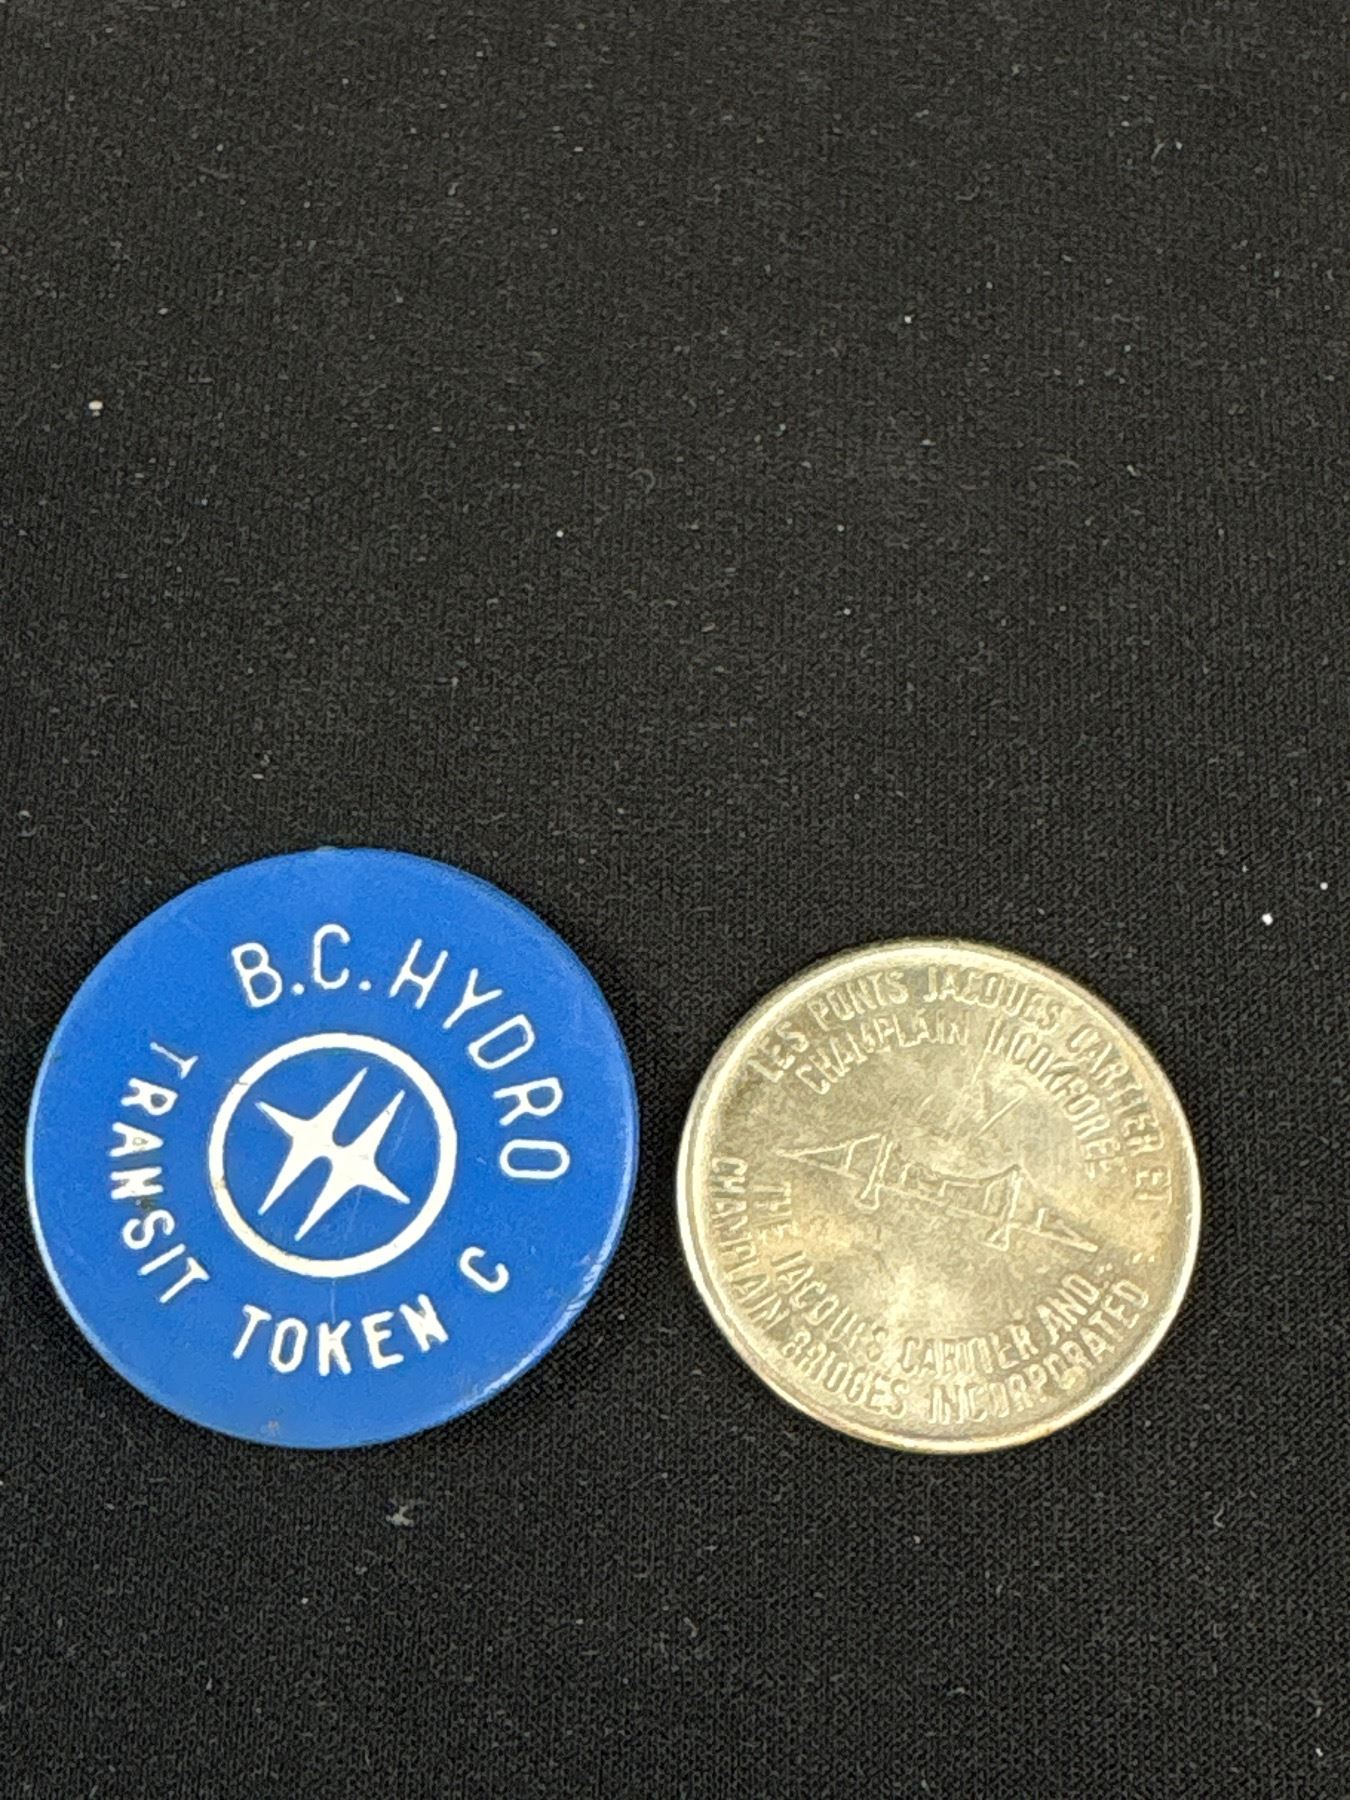 B.C. HYDRO
TRANSIT TOKEN C
LES PONTS JACQUES CARTIER ET
CHAMPLAIN INCORPORÉE
THE JACQUES CARTIER AND
CHAMPLAIN BRIDGES INCORPORATED